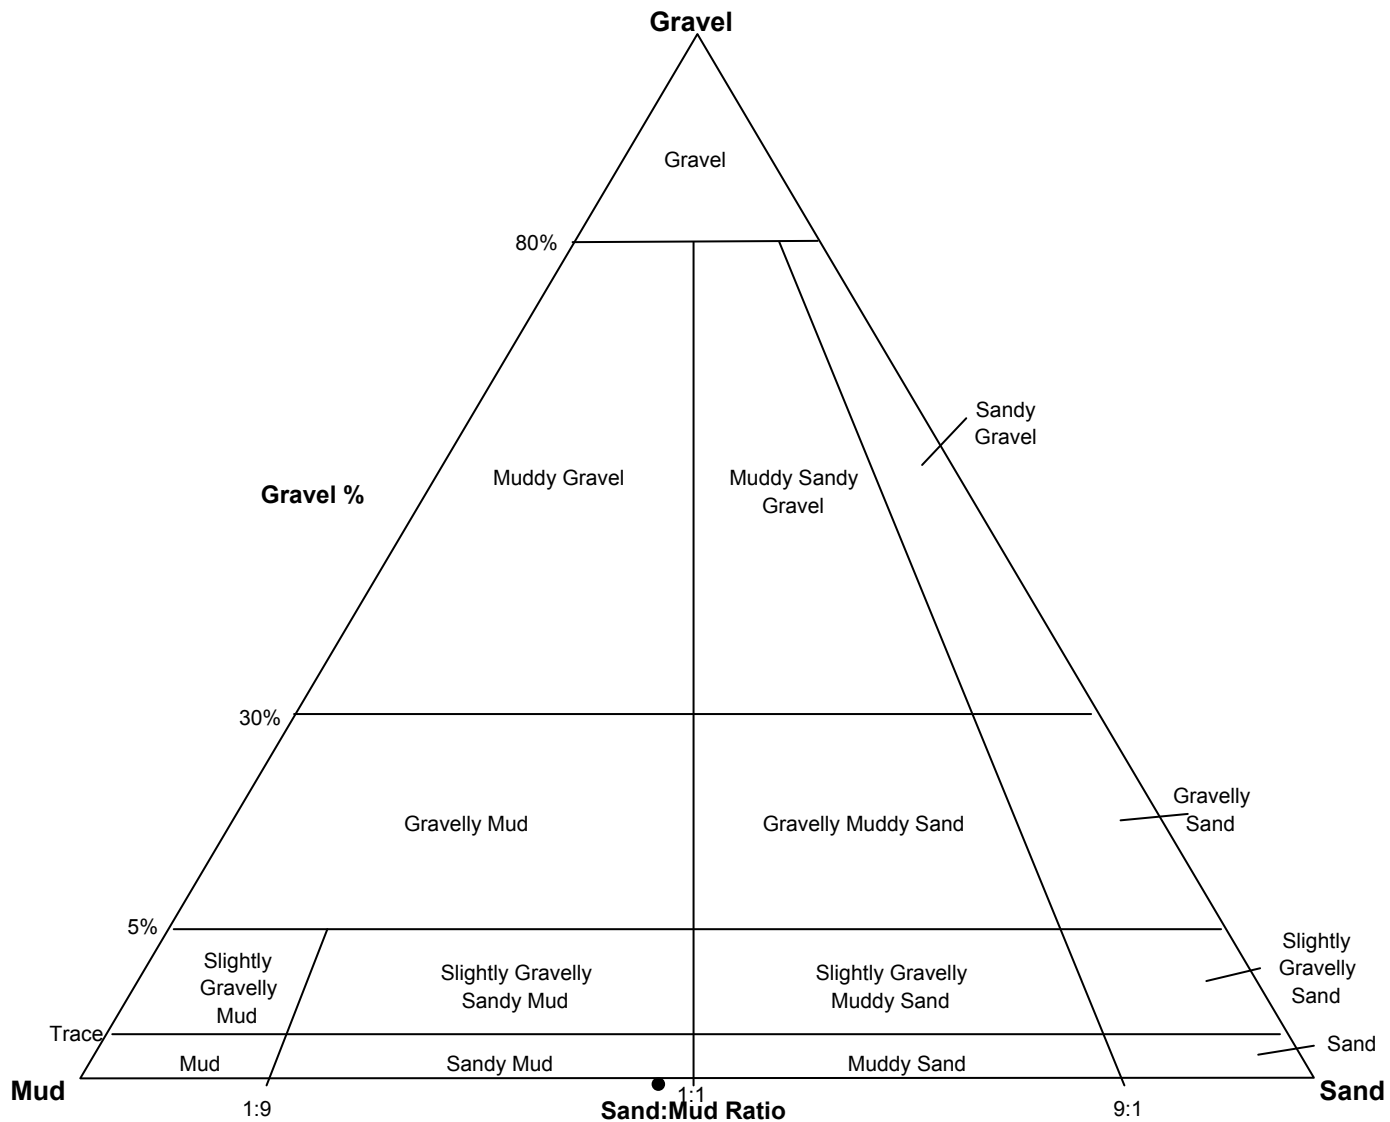 Gravel
Gravel
80%
Sandy
Gravel
Muddy Gravel
Muddy Sandy
Gravel
Gravel %
30%
Gravelly
Sand
Gravelly Mud
Gravelly Muddy Sand
5%
Slightly
Gravelly
Mud
Slightly Gravelly
Sandy Mud
Slightly Gravelly
Muddy Sand
Slightly
Gravelly
Sand
Trace
Mud
Sandy Mud
Muddy Sand
Sand
Mud
Sand
1:9
1:1
9:1
Sand:Mud Ratio